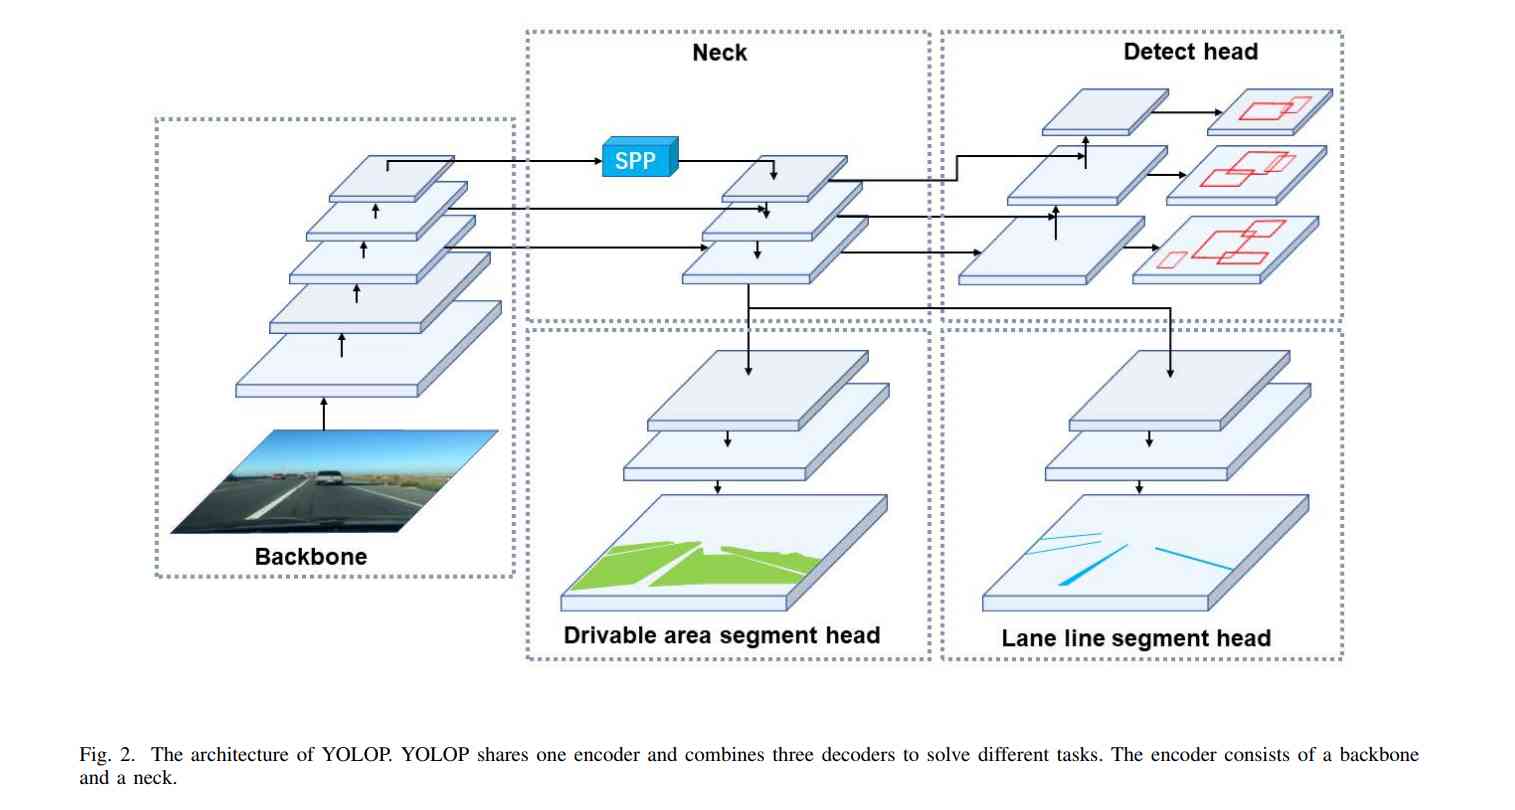 Neck
Detect head
SPP
Backbone
Drivable area segment head
Lane line segment head
Fig. 2. The architecture of YOLOP. YOLOP shares one encoder and combines three decoders to solve different tasks. The encoder consists of a backbone
and a neck.